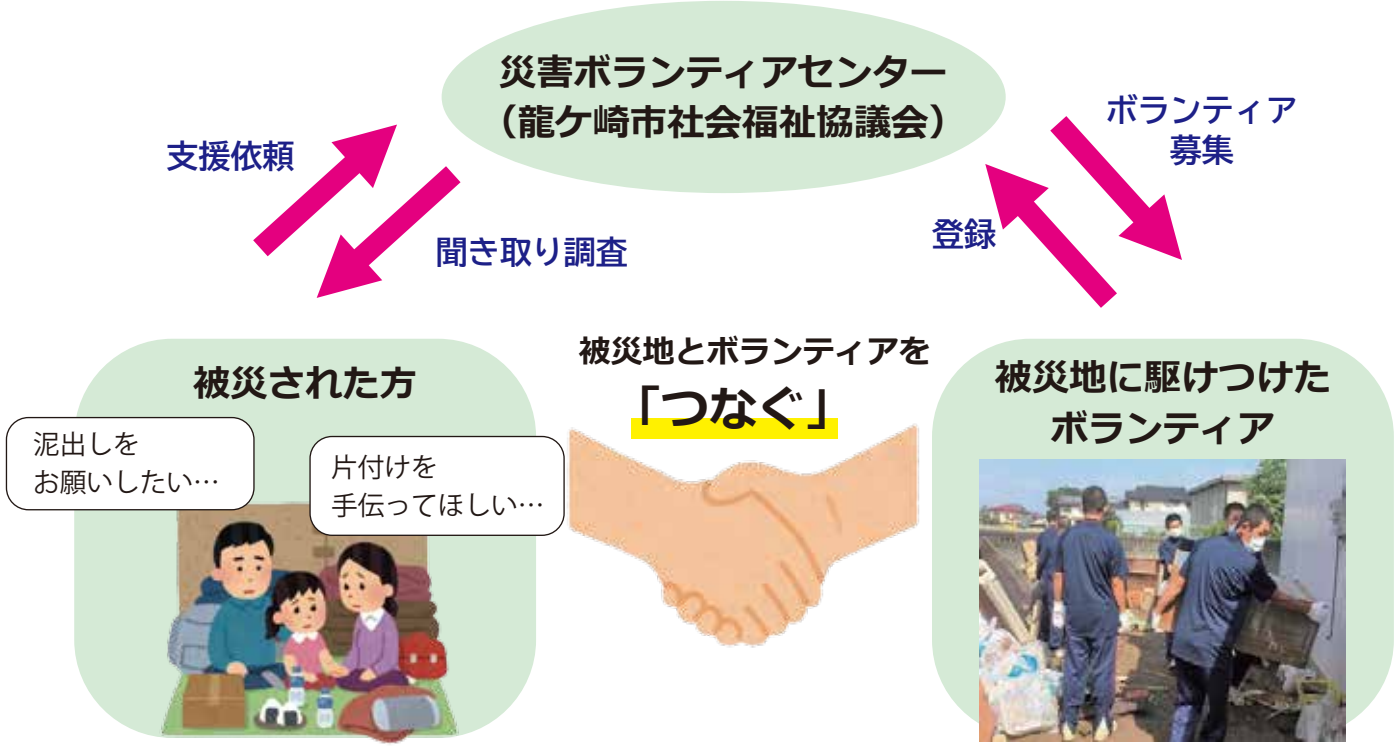 災害ボランティアセンター
（龍ケ崎市社会福祉協議会）
支援依頼
聞き取り調査
ボランティア
募集
登録
被災された方
泥出しを
お願いしたい…
片付けを
手伝ってほしい…
被災地とボランティアを
「つなぐ」
被災地に駆けつけた
ボランティア